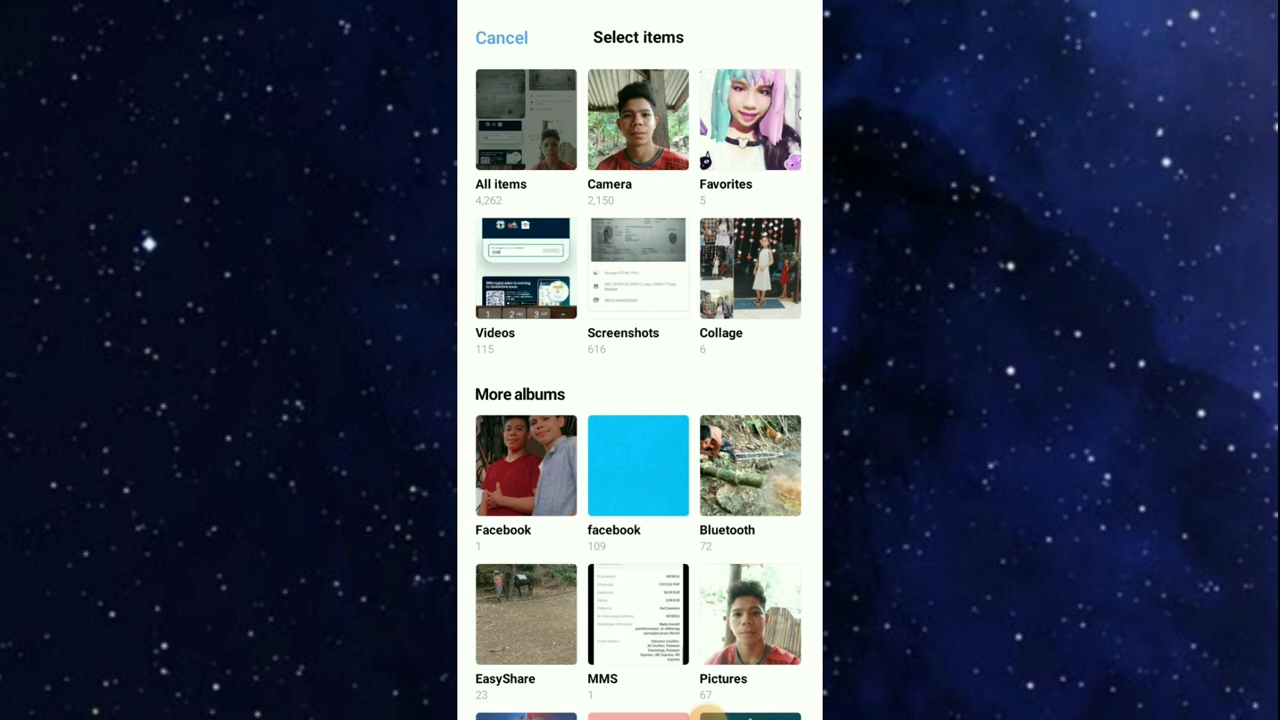 Cancel
Select items
All items
4,262
Camera
2,150
Favorites
5
Videos
115
Screenshots
616
Collage
6
More albums
Facebook
1
facebook
109
Bluetooth
72
EasyShare
23
MMS
1
Pictures
67